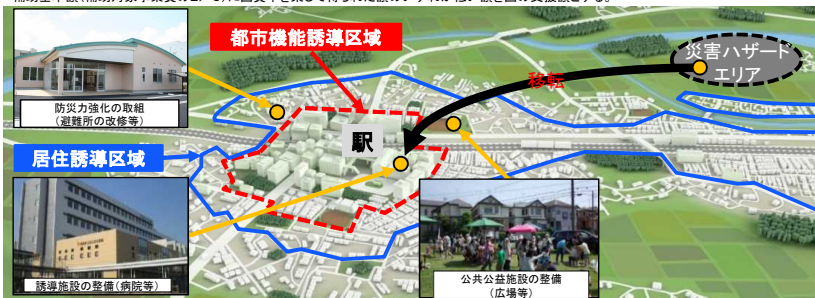 都市機能誘導区域
災害ハザード
エリア
移転
防災力強化の取組
(避難所の改修等)
駅
居住誘導区域
誘導施設の整備(病院等)
公共公益施設の整備
(広場等)